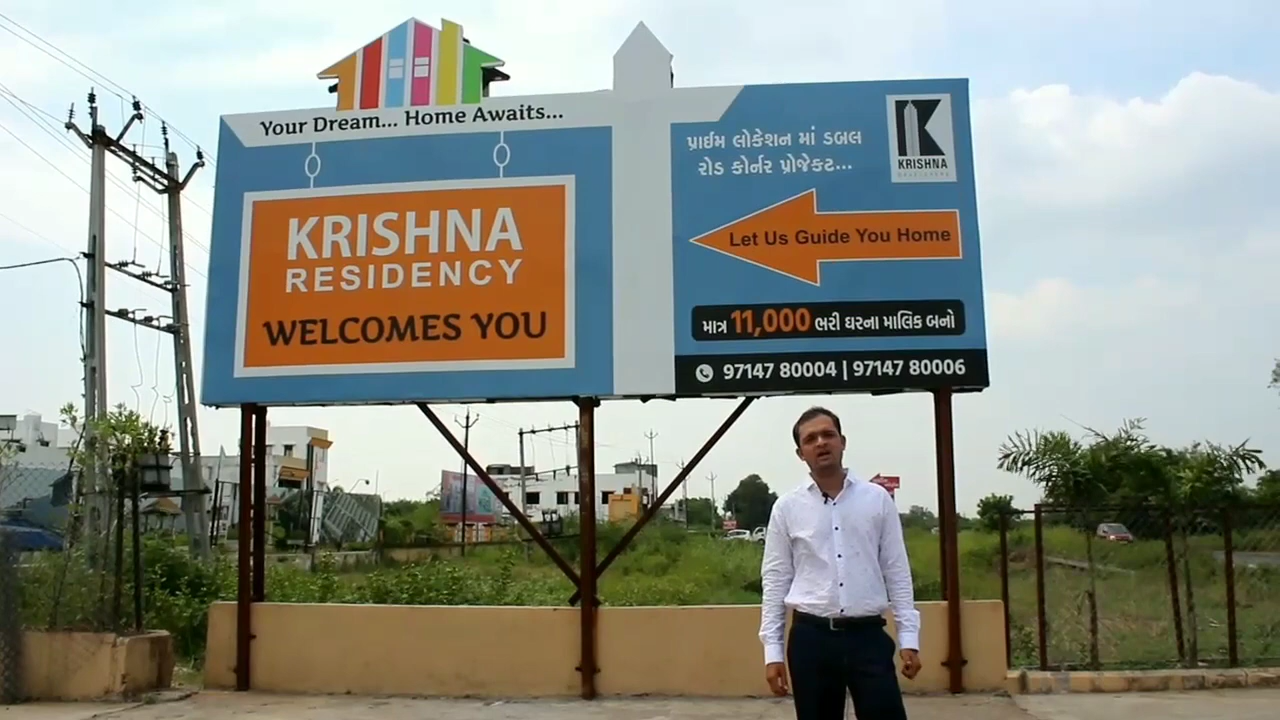 Your Dream... Home Awaits...
KRISHNA
RESIDENCY
WELCOMES YOU
પ્રાઈમ લોકેશન માં ડબલ
રોડ કોર્નર પ્રોજેક્ટ...
KRISHNA
Let Us Guide You Home
માત્ર 11,000 ભરી ઘરના માલિક બનો
97147 80004 | 97147 80006